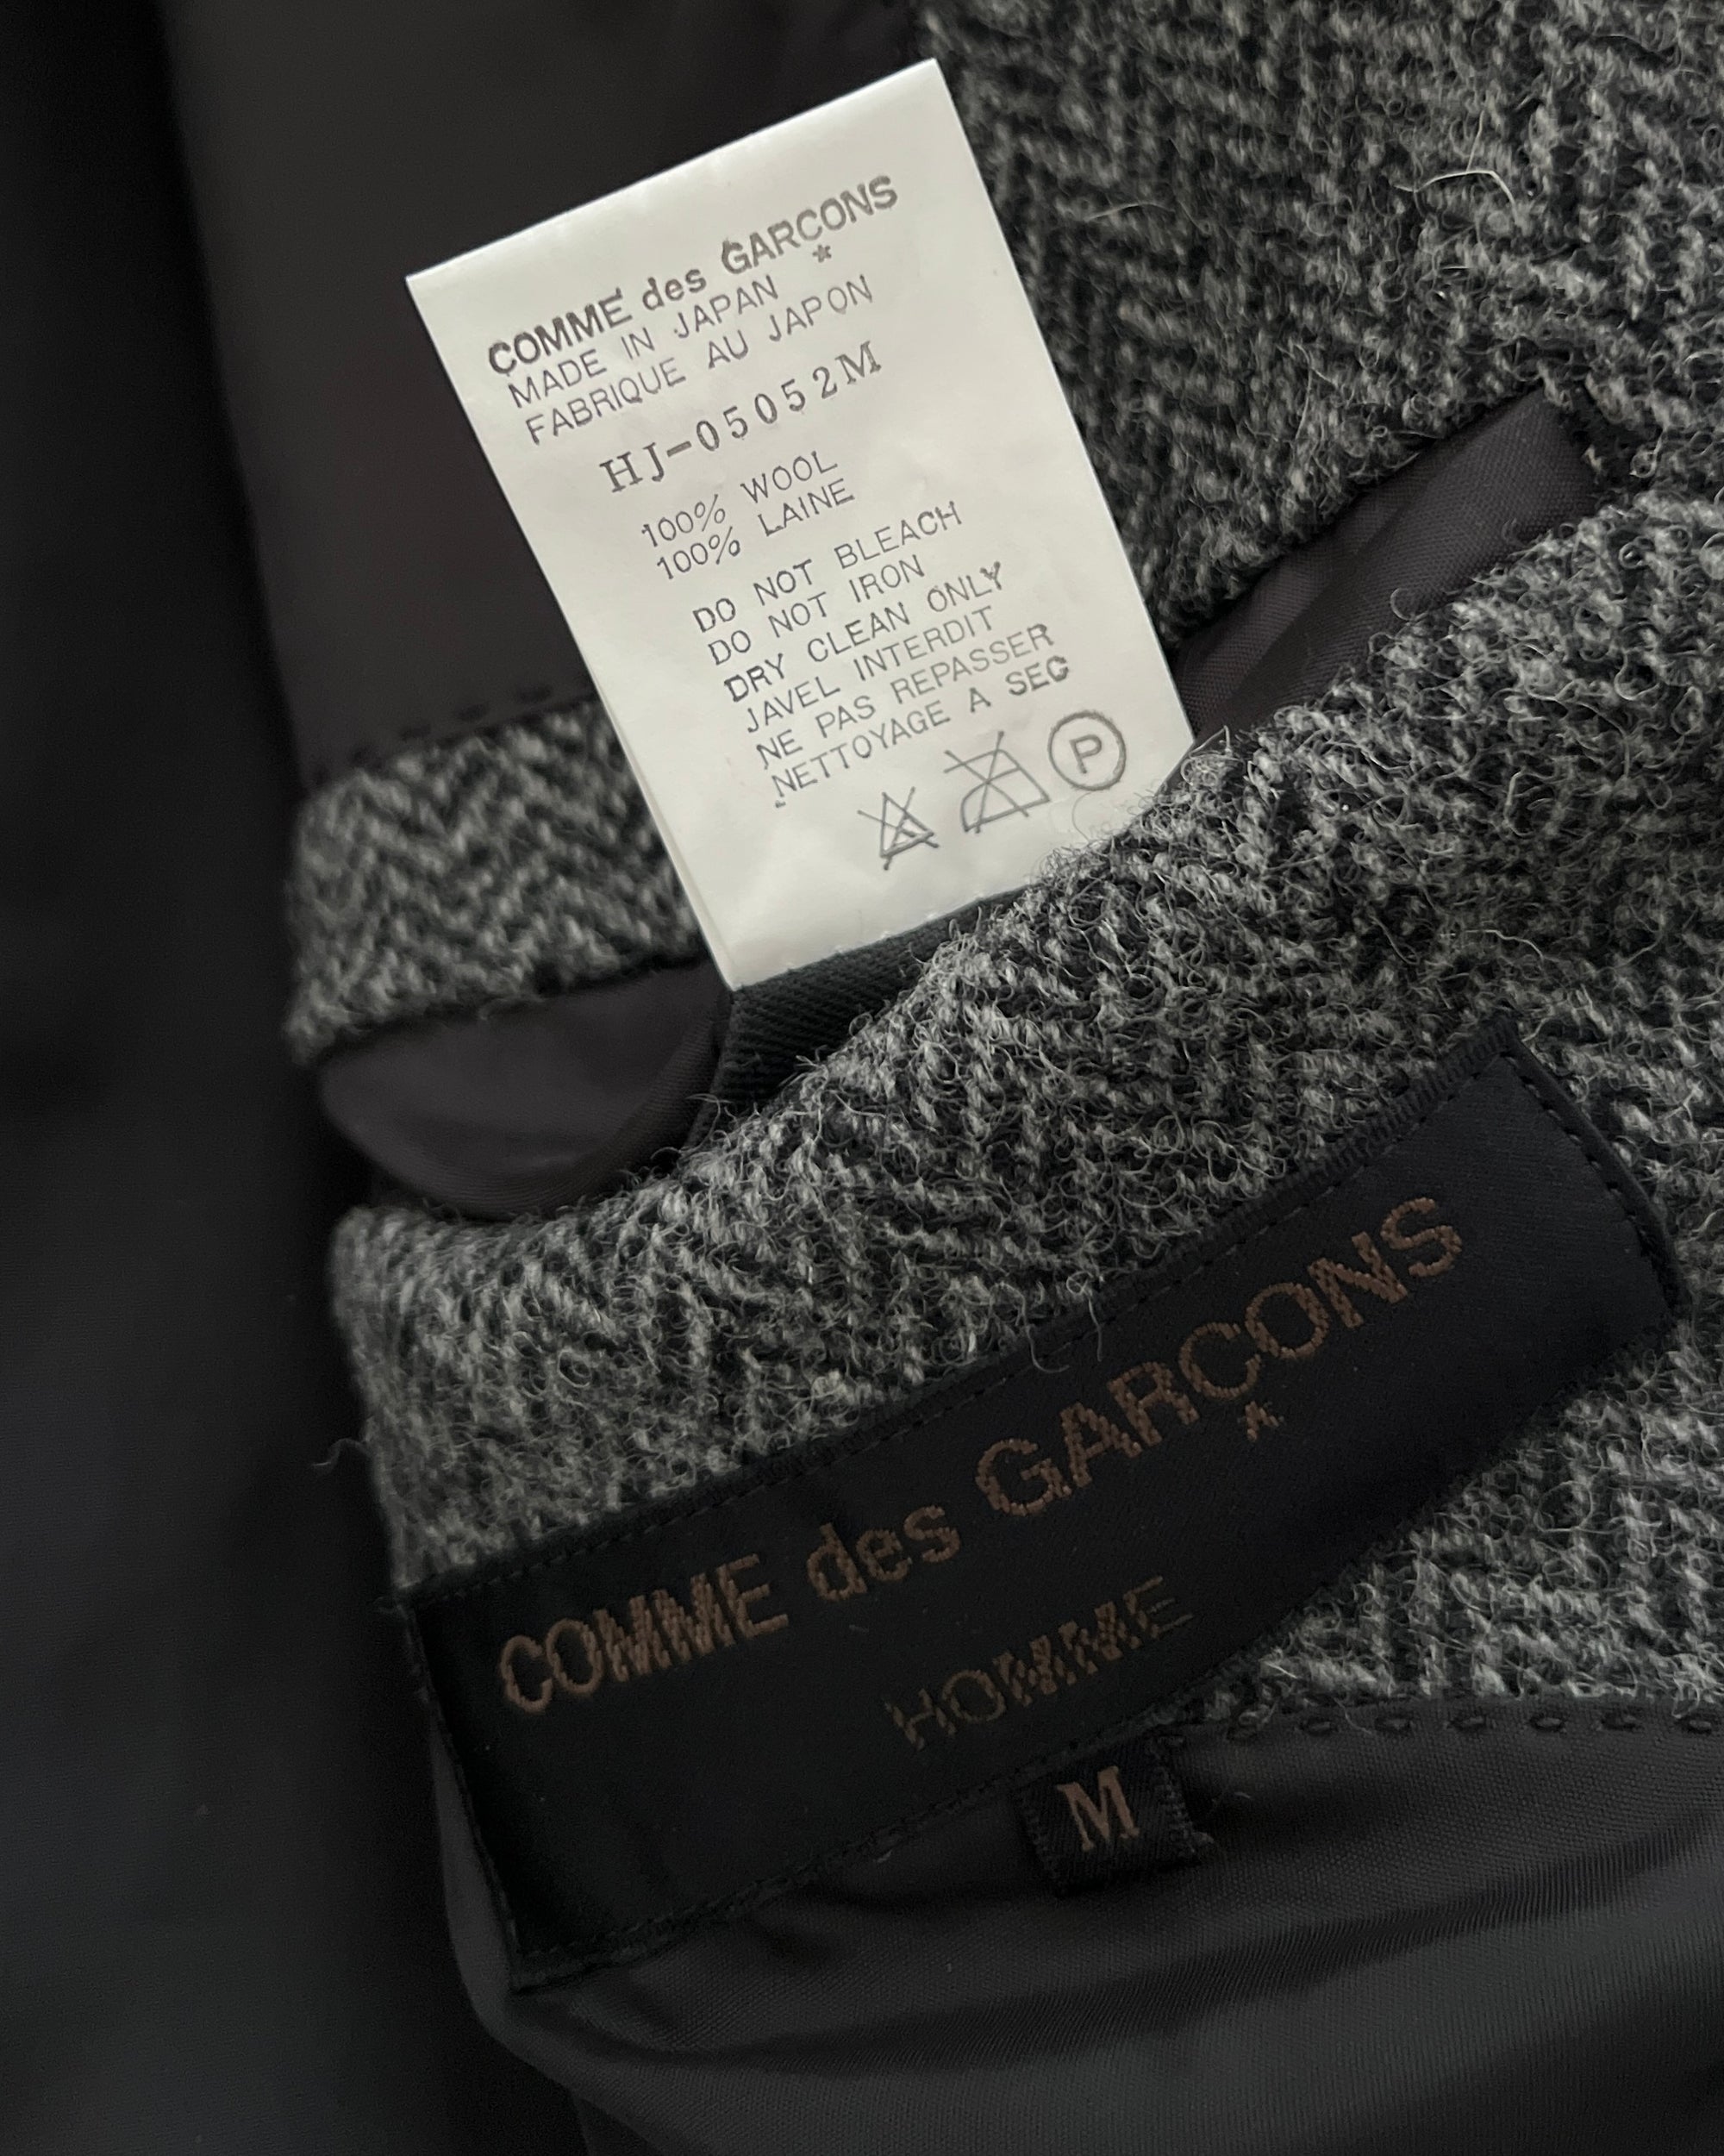 COMME des GARCONS
*
MADE IN JAPAN
FABRIQUE AU JAPON
HJ-05052M
100% WOOL
100% LAINE
DO NOT BLEACH
DO NOT IRON
DRY CLEAN ONLY
JAVEL INTERDIT
NE PAS REPASSER
NETTOYAGE A SEC
P
COMME des GARÇONS
HOMME
M